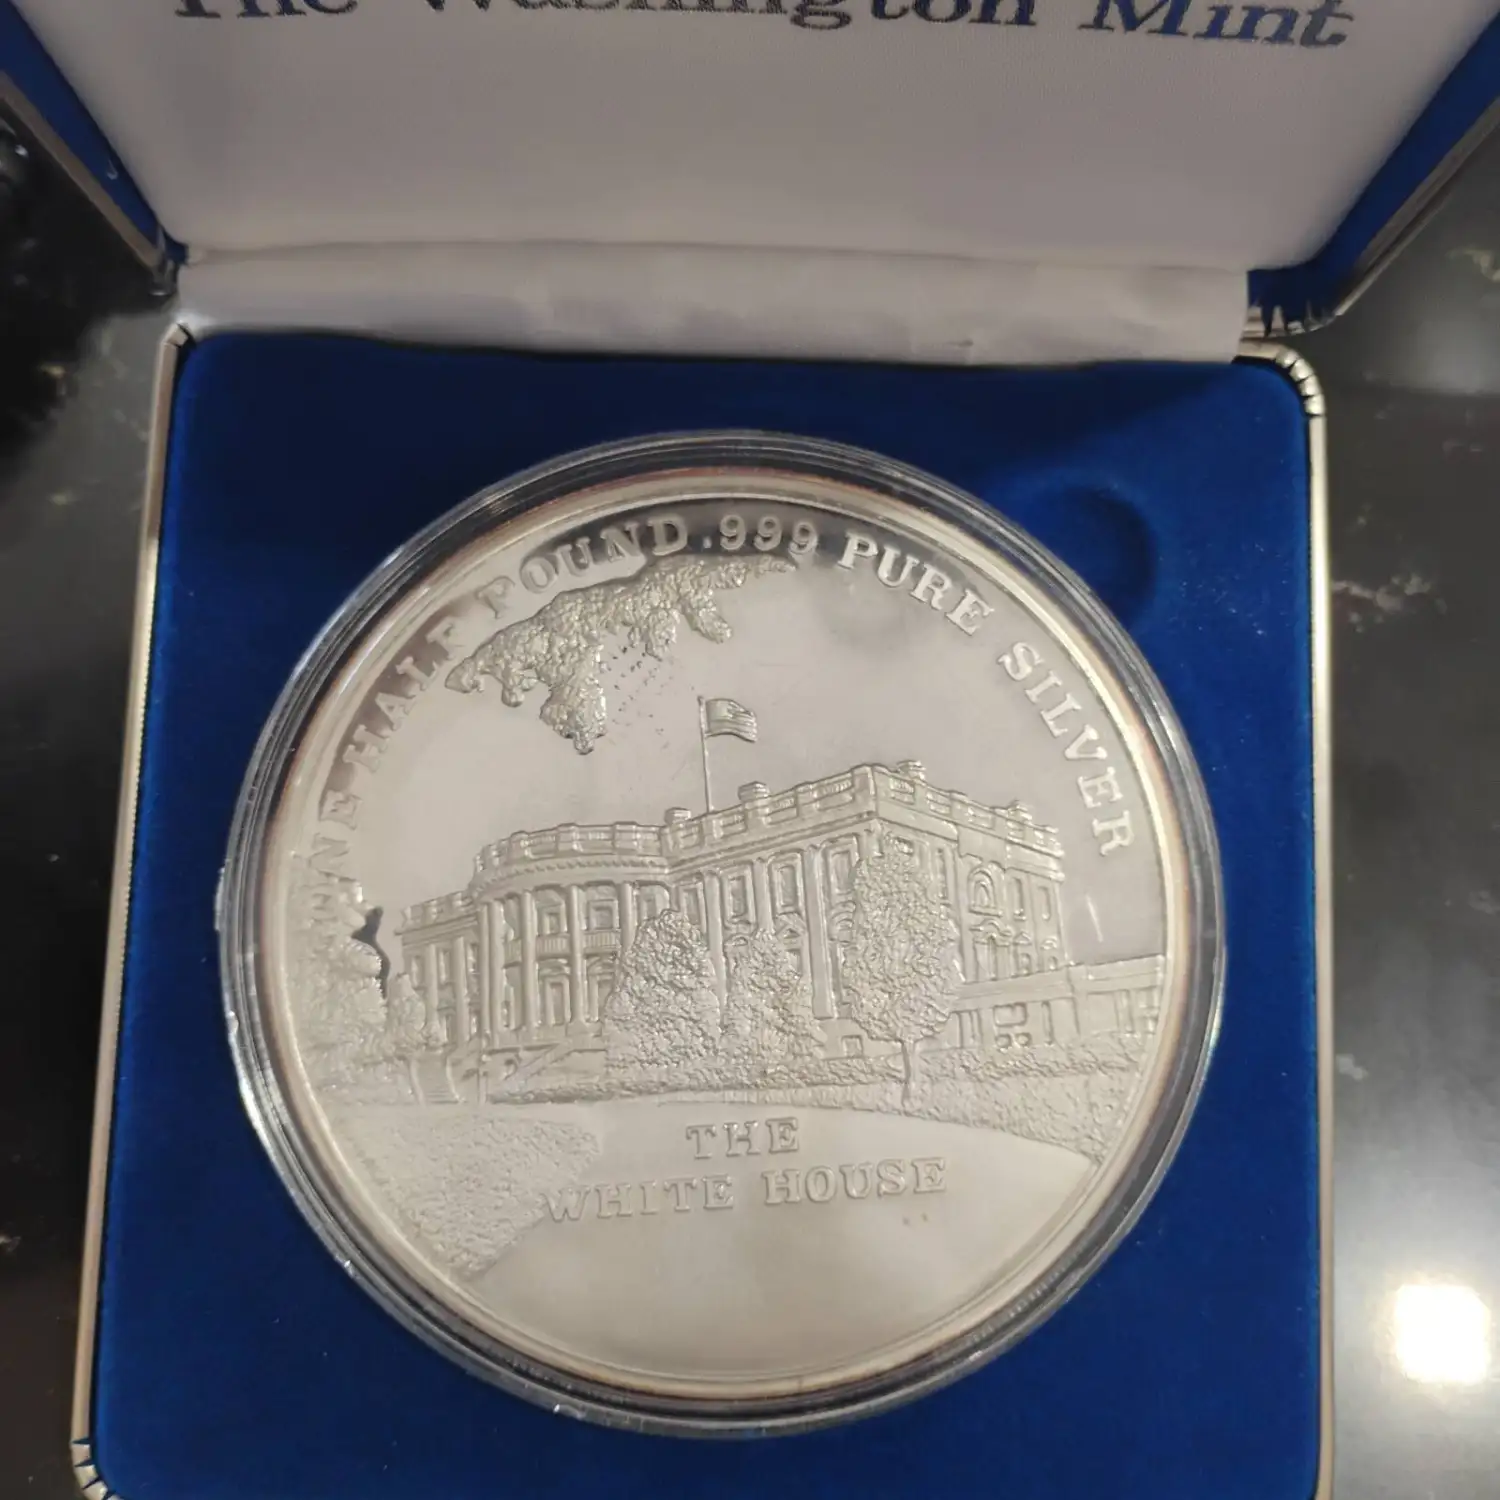 The Washington Mint
ONE HALF POUND .999 PURE SILVER
THE
WHITE HOUSE